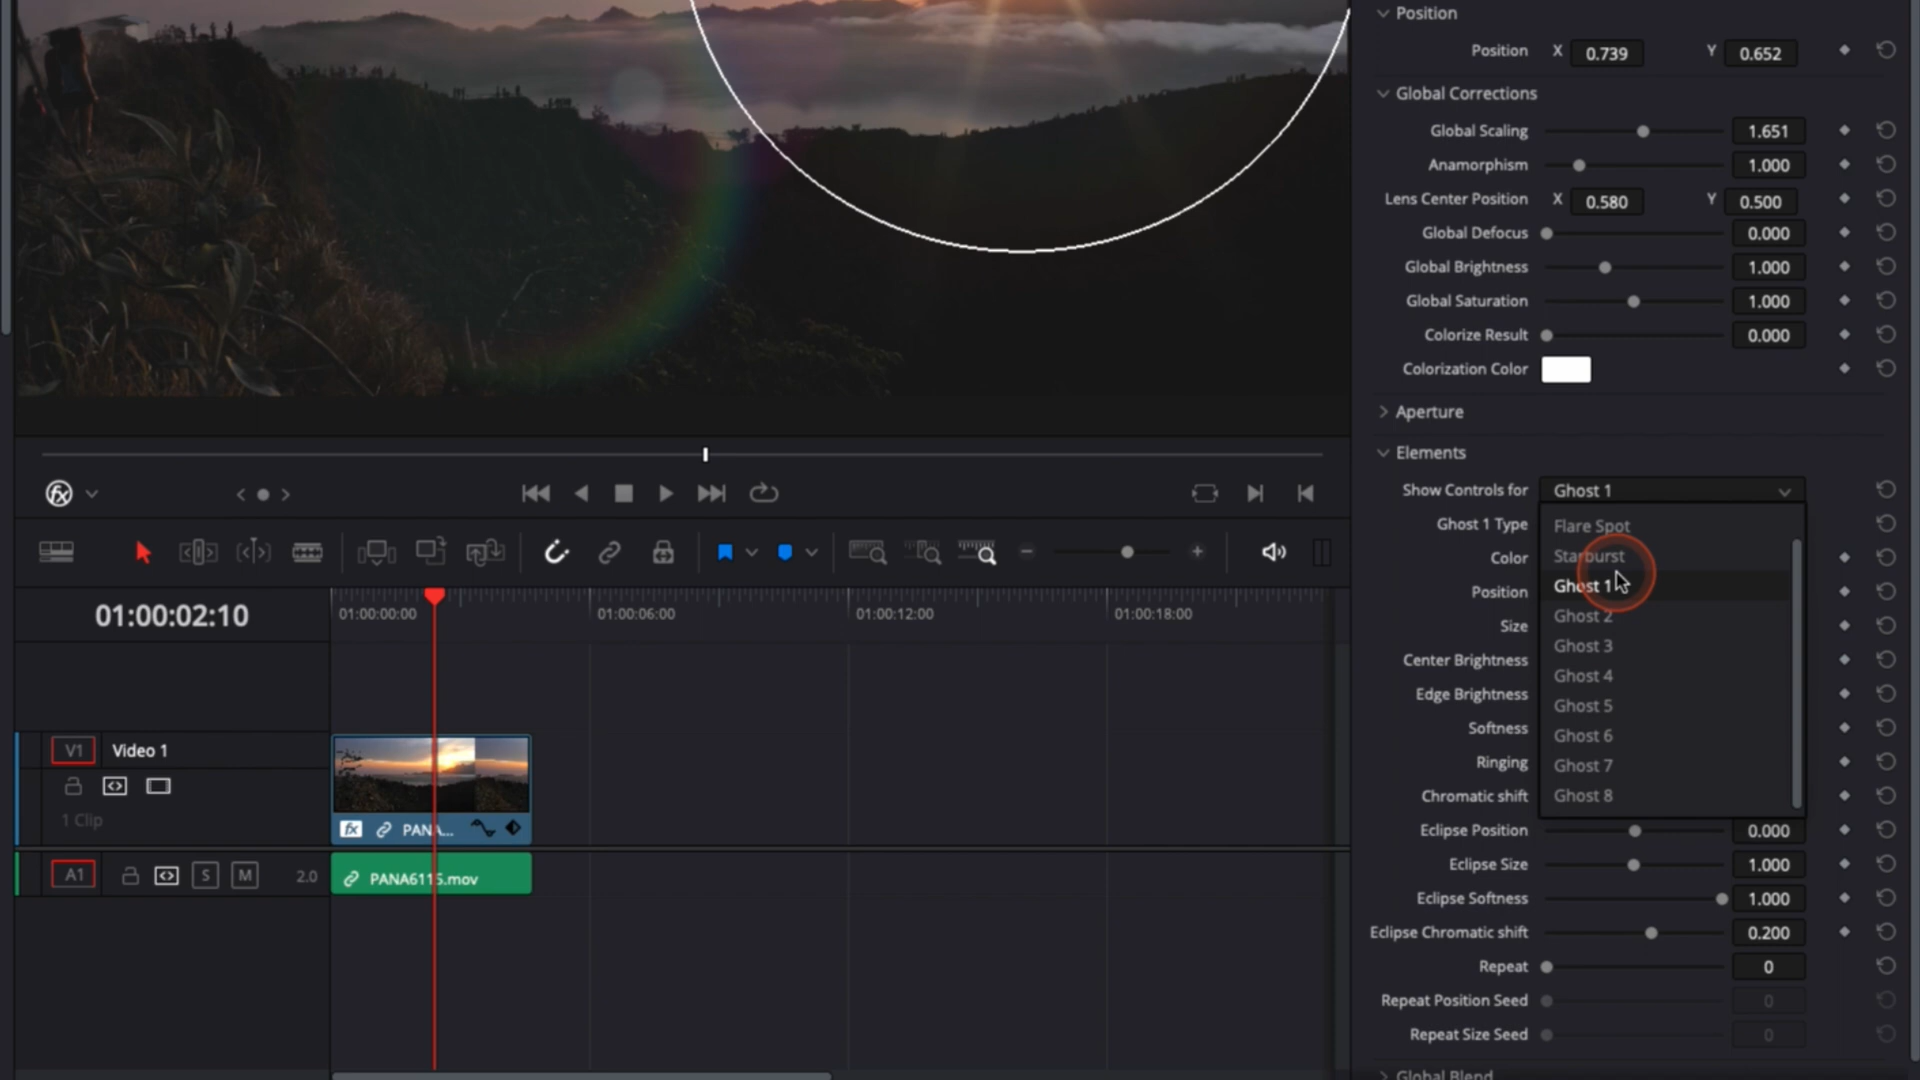 Position
Position X 0.739 Y 0.652
Global Corrections
Global Scaling 1.651
Anamorphism 1.000
Lens Center Position X 0.580 Y 0.500
Global Defocus 0.000
Global Brightness 1.000
Global Saturation 1.000
Colorize Result 0.000
Colorization Color
Aperture
Elements
Show Controls for Ghost 1
Ghost 1 Type
Flare Spot
Color
Starburst
Ghost 1
Position
Ghost 2
Size
Ghost 3
Center Brightness
Ghost 4
Edge Brightness
Ghost 5
Softness
Ghost 6
Ringing
Ghost 7
Chromatic shift
Ghost 8
Eclipse Position 0.000
Eclipse Size 1.000
Eclipse Softness 1.000
Eclipse Chromatic shift 0.200
Repeat 0
Repeat Position Seed 0
Repeat Size Seed 0
Global Blend
fx
01:00:02:10
01:00:00:00 01:00:06:00 01:00:12:00 01:00:18:00
V1 Video 1
1 Clip
fx PANA...
A1 S M 2.0
PANA6115.mov